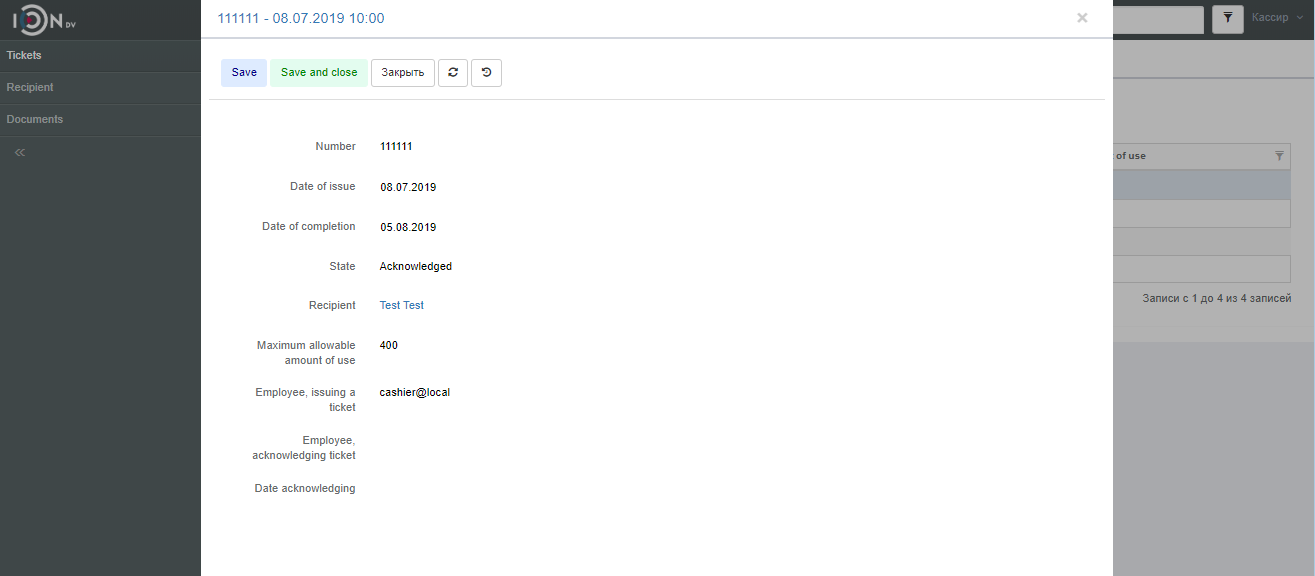 ION DV
111111 - 08.07.2019 10:00
×
Кассир
Tickets
Recipient
Documents
Save
Save and close
Закрыть
Number
111111
Date of issue
08.07.2019
Date of completion
05.08.2019
State
Acknowledged
Recipient
Test Test
Maximum allowable
amount of use
400
Employee, issuing a
ticket
cashier@local
Employee,
acknowledging ticket
Date acknowledging
of use
Записи с 1 до 4 из 4 записей